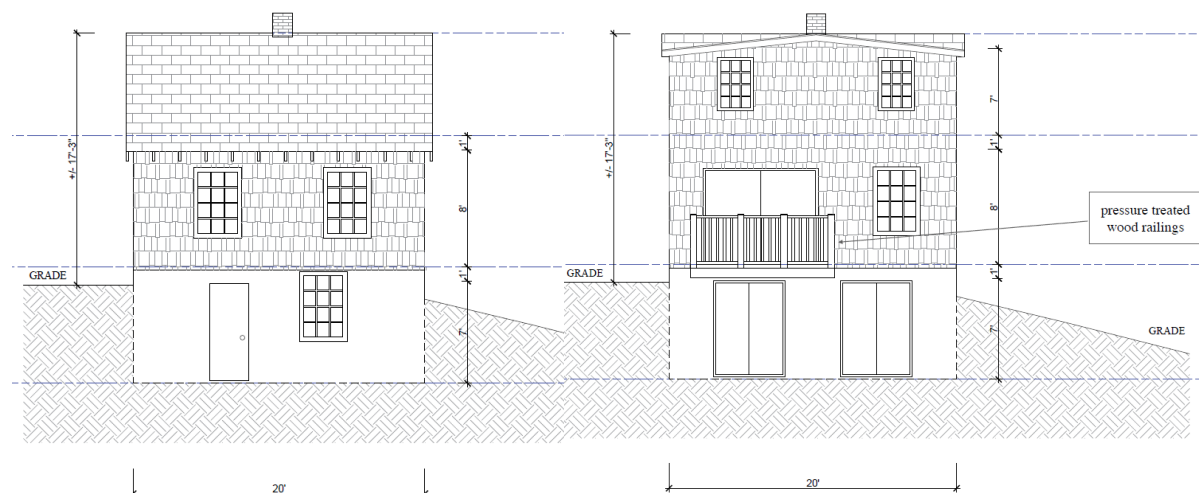 +/- 17'-3"
GRADE
1'
8'
1'
7'
20'
+/- 17'-3"
GRADE
7'
1'
8'
1'
7'
pressure treated
wood railings
GRADE
20'